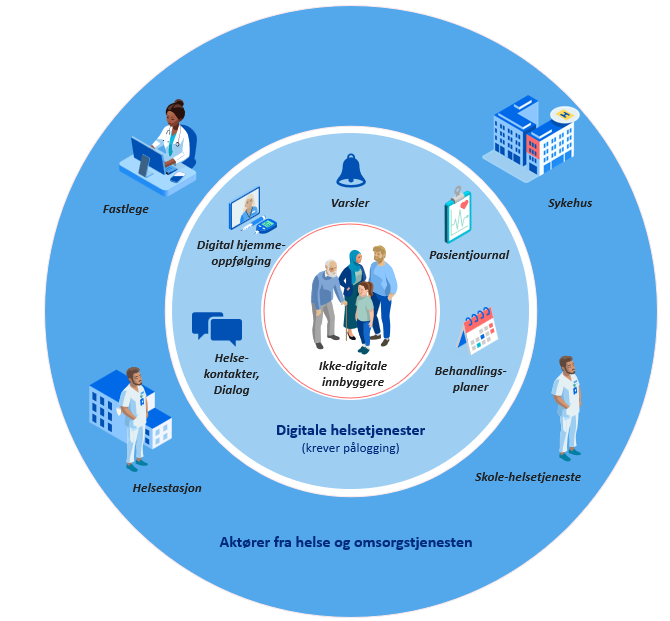 Fastlege
Sykehus
Varsler
Digital hjemme-
oppfølging
Pasientjournal
Helse-
kontakter,
Dialog
Ikke-digitale
innbyggere
Behandlings-
planer
Digitale helsetjenester
(krever pålogging)
Helsestasjon
Skole-helsetjeneste
Aktører fra helse og omsorgstjenesten
H